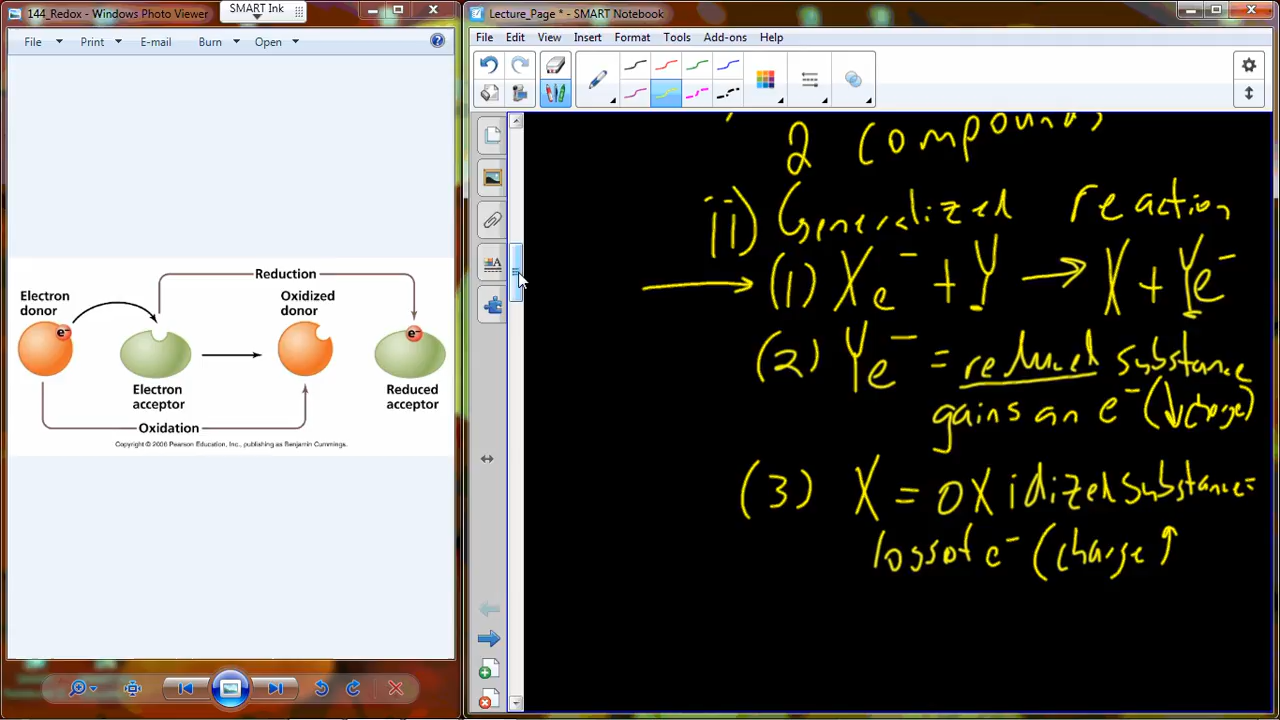 144_Redox - Windows Photo Viewer
SMART Ink
File Print E-mail Burn Open
Reduction
Electron
donor
Oxidized
donor
e⁻
e⁻
Electron
acceptor
Reduced
acceptor
Oxidation
Copyright © 2006 Pearson Education, Inc., publishing as Benjamin Cummings.
Lecture_Page * - SMART Notebook
File Edit View Insert Format Tools Add-ons Help
2 compounds
ii) Generalized reaction
→ (1) Xe⁻ + Y → X + Ye⁻
(2) Ye⁻ = reduced substance
gains an e⁻ (↓charge)
(3) X = OXidized substance=
loss of e⁻ (charge ↑